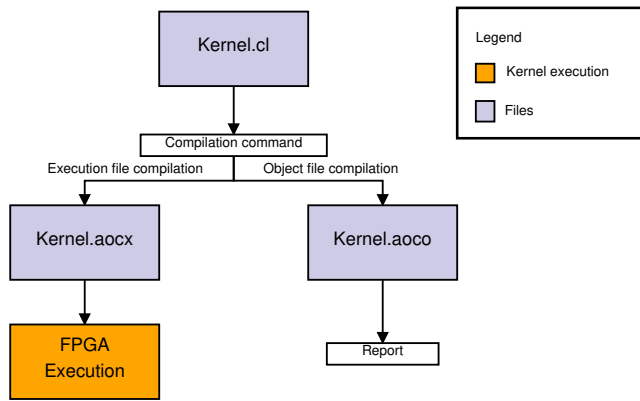 Kernel.cl
Legend
Kernel execution
Files
Compilation command
Execution file compilation
Object file compilation
Kernel.aocx
Kernel.aoco
FPGA
Execution
Report